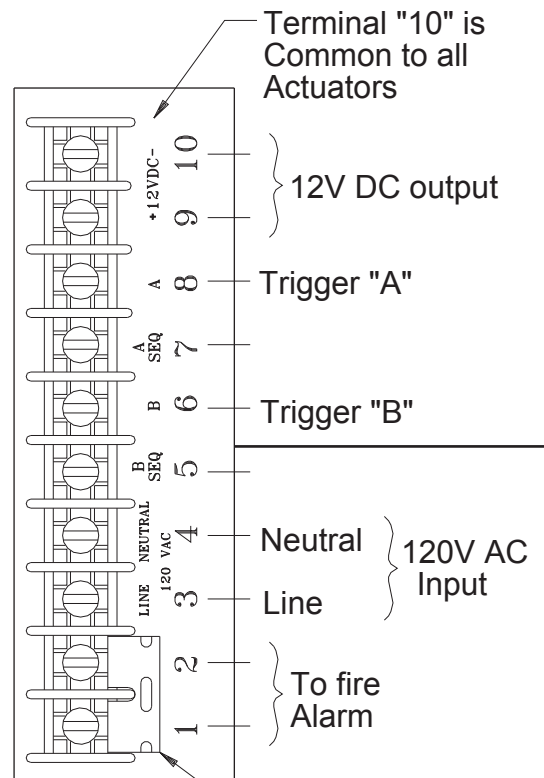 Terminal "10" is
Common to all
Actuators
+12VDC-
10
12V DC output
9
A
8
Trigger "A"
A
SEQ
7
B
6
Trigger "B"
B
SEQ
5
NEUTRAL
4
Neutral
120 VAC
120V AC
Input
LINE
3
Line
2
To fire
Alarm
1